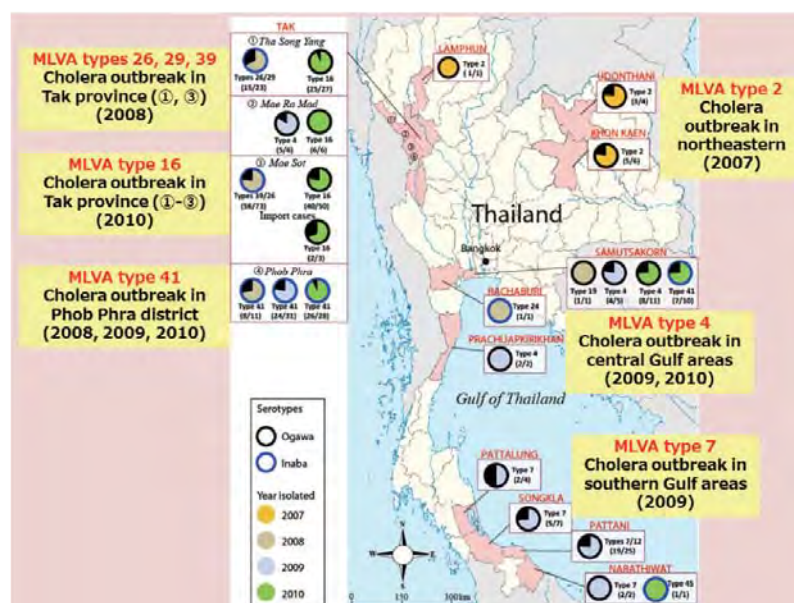 MLVA types 26, 29, 39
Cholera outbreak in
Tak province (①, ③)
(2008)
MLVA type 16
Cholera outbreak in
Tak province (①-③)
(2010)
MLVA type 41
Cholera outbreak in
Phob Phra district
(2008, 2009, 2010)
TAK
① Tha Song Yang
Types 26/29
(15/23)
Type 16
(25/27)
② Mae Ra Mad
Type 4
(5/6)
Type 16
(6/6)
③ Mae Sot
Types 39/26
Type 16
(40/50)
Import cases
Type 16
(2/3)
④ Phob Phra
Type 41
(8/11)
Type 41
(24/31)
Type 41
(26/28)
LAMPHUN
Type 2
(1/1)
UDONTHANI
Type 2
(3/4)
KHON KAEN
Type 2
(5/6)
MLVA type 2
Cholera
outbreak in
northeastern
(2007)
①
②
③
④
Thailand
Bangkok
SAMUTSAKORN
Type 15
(1/1)
Type 4
(4/5)
Type 4
(8/11)
Type 41
(7/10)
RACHABURI
Type 24
(1/1)
PRACHUAPKIRIKHAN
Type 4
(2/2)
MLVA type 4
Cholera outbreak in
central Gulf areas
(2009, 2010)
Gulf of Thailand
MLVA type 7
Cholera outbreak in
southern Gulf areas
(2009)
PATTALUNG
Type 7
(2/4)
SONGKLA
Type 7
(5/7)
PATTANI
Types 7/12
(19/25)
NARATHIWAT
Type 7
(2/2)
Type 45
(1/1)
Serotypes
Ogawa
Inaba
Year isolated
2007
2008
2009
2010
N
W
E
S
0
150
300 km